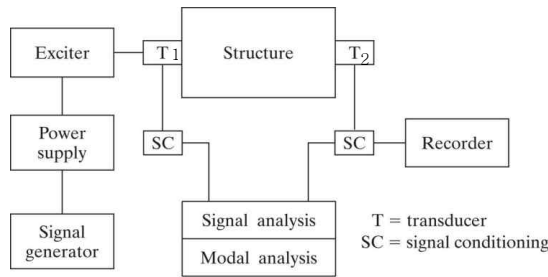 Exciter
T1
Structure
T2
Power
supply
SC
SC
Recorder
Signal
generator
Signal analysis
Modal analysis
T = transducer
SC = signal conditioning